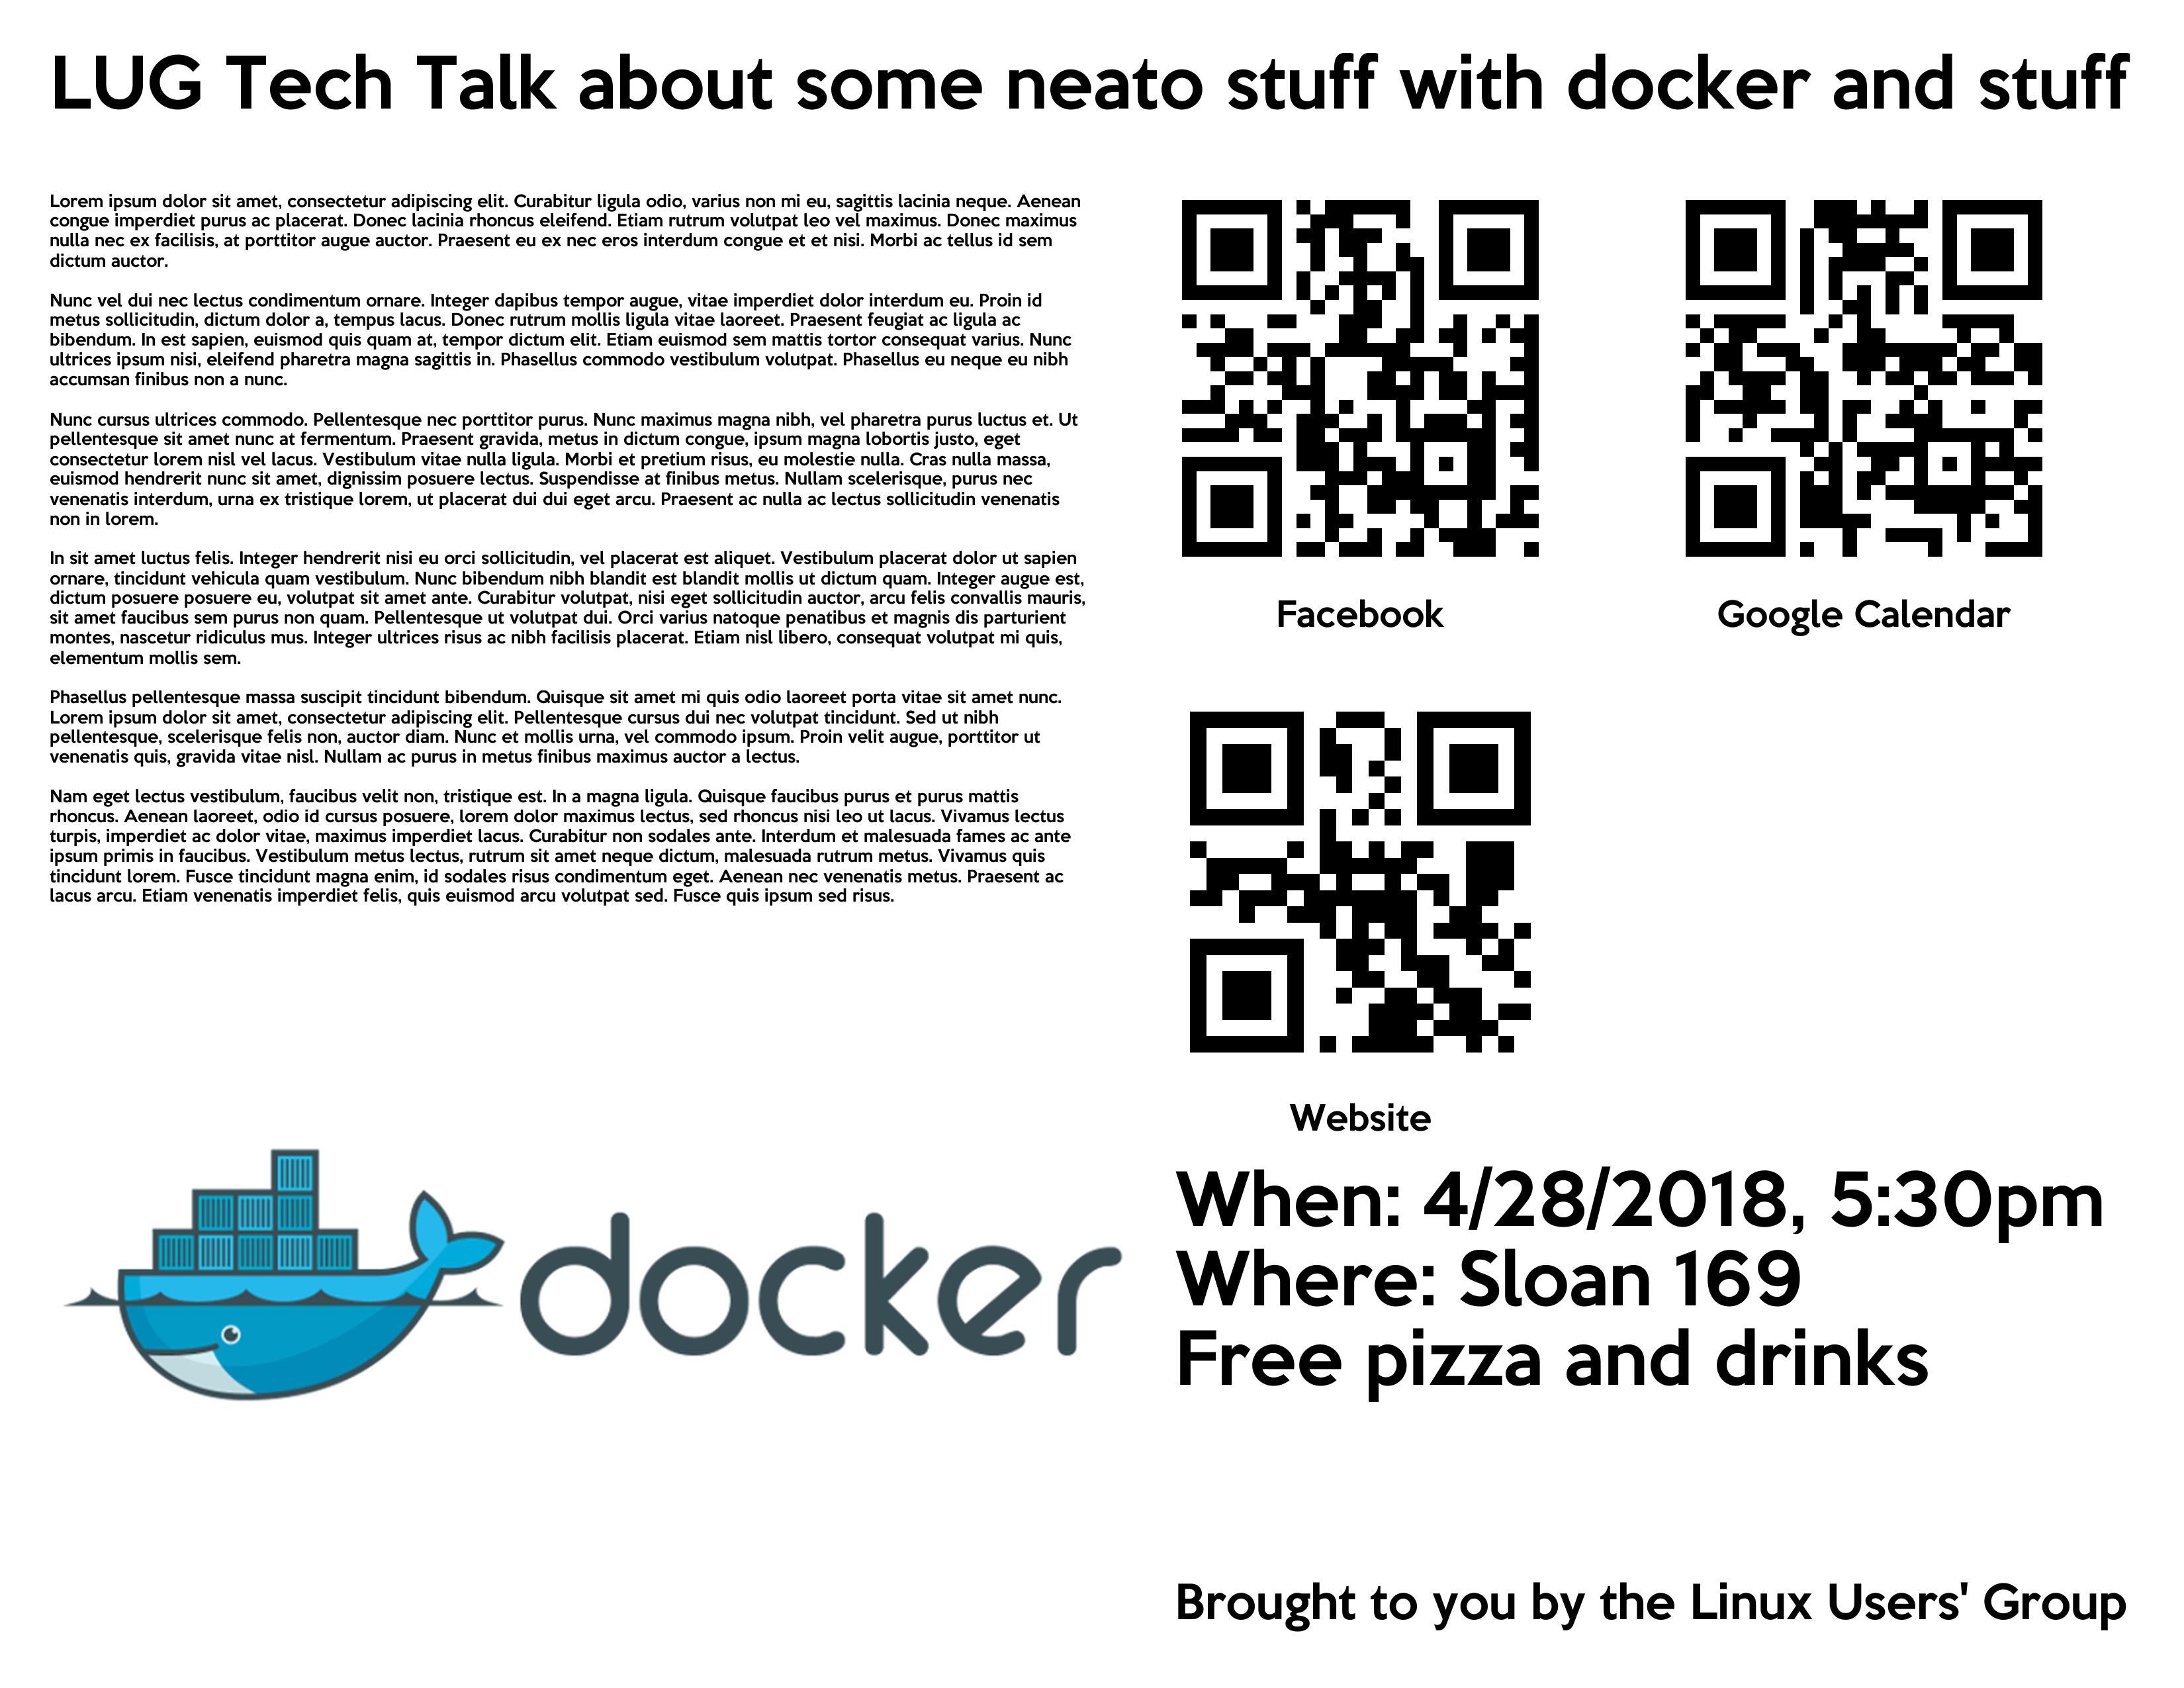 LUG Tech Talk about some neato stuff with docker and stuff
Lorem ipsum dolor sit amet, consectetur adipiscing elit. Curabitur ligula odio, varius non mi eu, sagittis lacinia neque. Aenean
congue imperdiet purus ac placerat. Donec lacinia rhoncus eleifend. Etiam rutrum volutpat leo vel maximus. Donec maximus
nulla nec ex facilisis, at porttitor augue auctor. Praesent eu ex nec eros interdum congue et et nisi. Morbi ac tellus id sem
dictum auctor.
Nunc vel dui nec lectus condimentum ornare. Integer dapibus tempor augue, vitae imperdiet dolor interdum eu. Proin id
metus sollicitudin, dictum dolor a, tempus lacus. Donec rutrum mollis ligula vitae laoreet. Praesent feugiat ac ligula ac
bibendum. In est sapien, euismod quis quam at, tempor dictum elit. Etiam euismod sem mattis tortor consequat varius. Nunc
ultrices ipsum nisi, eleifend pharetra magna sagittis in. Phasellus commodo vestibulum volutpat. Phasellus eu neque eu nibh
accumsan finibus non a nunc.
Nunc cursus ultrices commodo. Pellentesque nec porttitor purus. Nunc maximus magna nibh, vel pharetra purus luctus et. Ut
pellentesque sit amet nunc at fermentum. Praesent gravida, metus in dictum congue, ipsum magna lobortis justo, eget
consectetur lorem nisl vel lacus. Vestibulum vitae nulla ligula. Morbi et pretium risus, eu molestie nulla. Cras nulla massa,
euismod hendrerit nunc sit amet, dignissim posuere lectus. Suspendisse at finibus metus. Nullam scelerisque, purus nec
venenatis interdum, urna ex tristique lorem, ut placerat dui dui eget arcu. Praesent ac nulla ac lectus sollicitudin venenatis
non in lorem.
In sit amet luctus felis. Integer hendrerit nisi eu orci sollicitudin, vel placerat est aliquet. Vestibulum placerat dolor ut sapien
ornare, tincidunt vehicula quam vestibulum. Nunc bibendum nibh blandit est blandit mollis ut dictum quam. Integer augue est,
dictum posuere posuere eu, volutpat sit amet ante. Curabitur volutpat, nisi eget sollicitudin auctor, arcu felis convallis mauris,
sit amet faucibus sem purus non quam. Pellentesque ut volutpat dui. Orci varius natoque penatibus et magnis dis parturient
montes, nascetur ridiculus mus. Integer ultrices risus ac nibh facilisis placerat. Etiam nisl libero, consequat volutpat mi quis,
elementum mollis sem.
Phasellus pellentesque massa suscipit tincidunt bibendum. Quisque sit amet mi quis odio laoreet porta vitae sit amet nunc.
Lorem ipsum dolor sit amet, consectetur adipiscing elit. Pellentesque cursus dui nec volutpat tincidunt. Sed ut nibh
pellentesque, scelerisque felis non, auctor diam. Nunc et mollis urna, vel commodo ipsum. Proin velit augue, porttitor ut
venenatis quis, gravida vitae nisl. Nullam ac purus in metus finibus maximus auctor a lectus.
Nam eget lectus vestibulum, faucibus velit non, tristique est. In a magna ligula. Quisque faucibus purus et purus mattis
rhoncus. Aenean laoreet, odio id cursus posuere, lorem dolor maximus lectus, sed rhoncus nisi leo ut lacus. Vivamus lectus
turpis, imperdiet ac dolor vitae, maximus imperdiet lacus. Curabitur non sodales ante. Interdum et malesuada fames ac ante
ipsum primis in faucibus. Vestibulum metus lectus, rutrum sit amet neque dictum, malesuada rutrum metus. Vivamus quis
tincidunt lorem. Fusce tincidunt magna enim, id sodales risus condimentum eget. Aenean nec venenatis metus. Praesent ac
lacus arcu. Etiam venenatis imperdiet felis, quis euismod arcu volutpat sed. Fusce quis ipsum sed risus.
Facebook
Google Calendar
Website
docker
When: 4/28/2018, 5:30pm
Where: Sloan 169
Free pizza and drinks
Brought to you by the Linux Users' Group